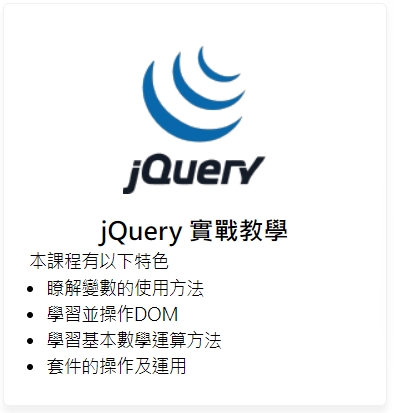 jQuery
jQuery 實戰教學
本課程有以下特色
瞭解變數的使用方法
學習並操作DOM
學習基本數學運算方法
套件的操作及運用